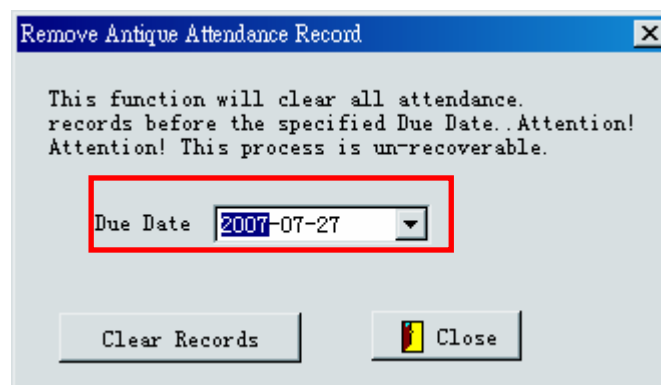 Remove Antique Attendance Record
This function will clear all attendance.
records before the specified Due Date..Attention!
Attention! This process is un-recoverable.
Due Date 2007-07-27
Clear Records Close